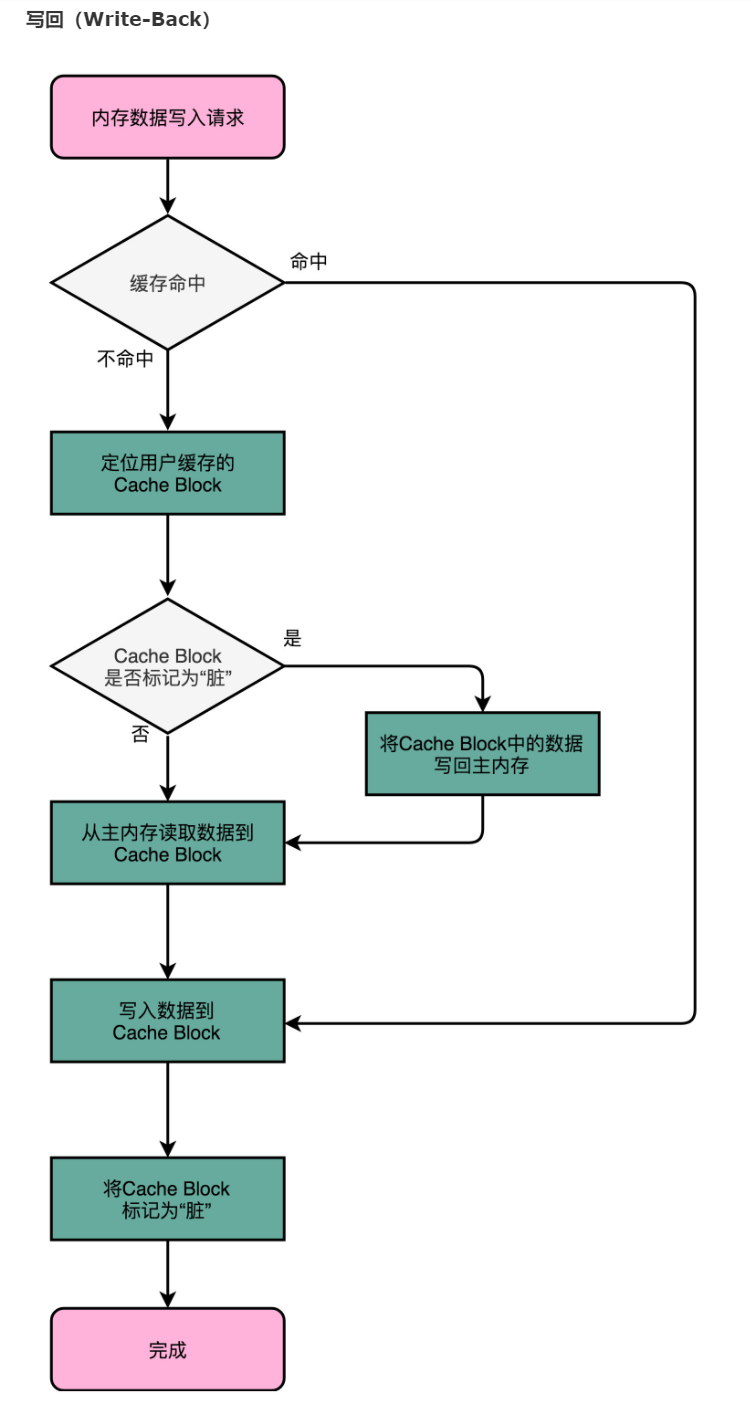 写回（Write-Back）
内存数据写入请求
缓存命中
命中
不命中
定位用户缓存的
Cache Block
Cache Block
是否标记为“脏”
是
否
将Cache Block中的数据
写回主内存
从主内存读取数据到
Cache Block
写入数据到
Cache Block
将Cache Block
标记为“脏”
完成